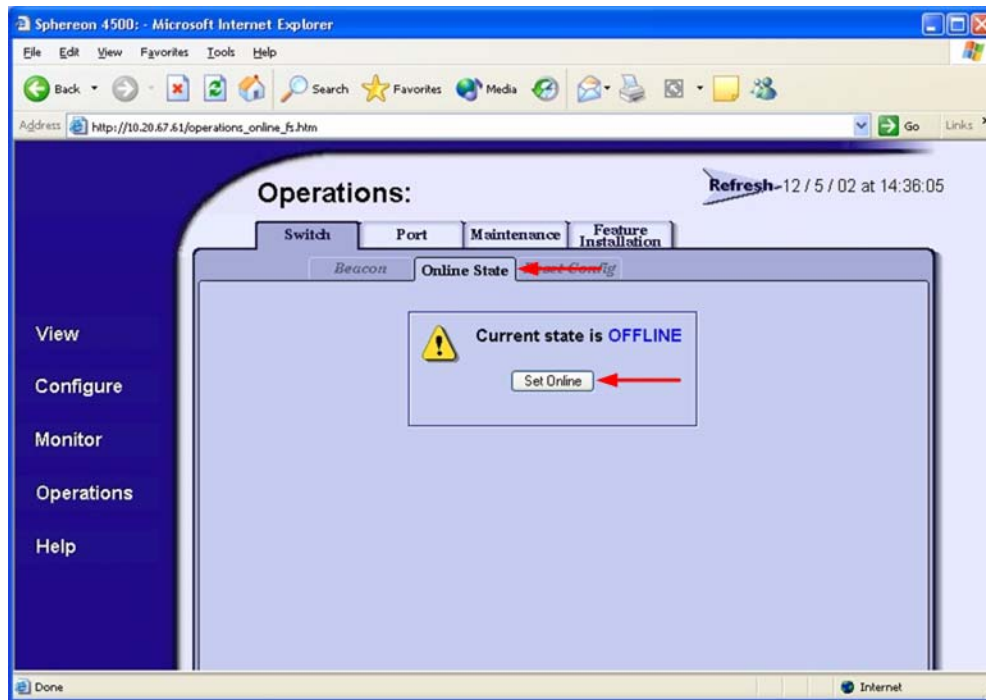 Sphereon 4500: - Microsoft Internet Explorer
File Edit View Favorites Tools Help
Back Search Favorites Media
Address http://10.20.67.61/operations_online_fs.htm Go Links
Operations:
Refresh-12 / 5 / 02 at 14:36:05
Switch Port Maintenance Feature Installation
Beacon Online State Reset Config
View
Configure
Monitor
Operations
Help
Current state is OFFLINE
Set Online
Done Internet